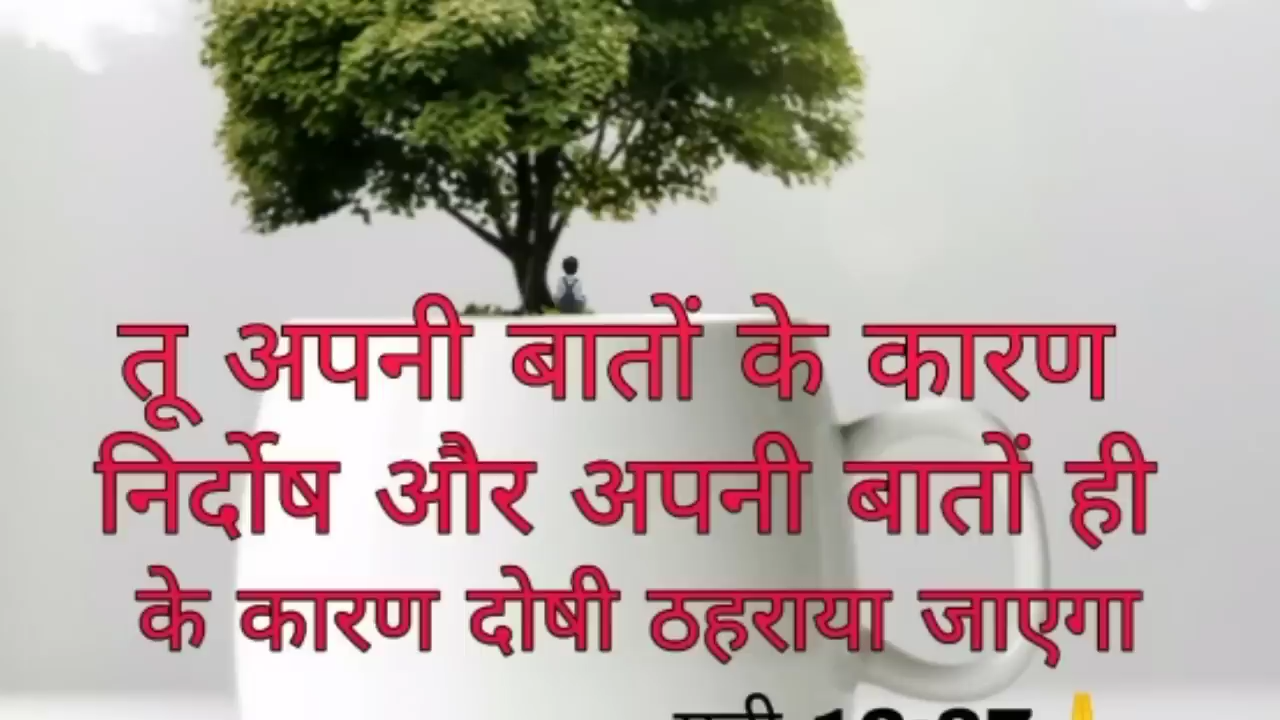 तू अपनी बातों के कारण
निर्दोष और अपनी बातों ही
के कारण दोषी ठहराया जाएगा